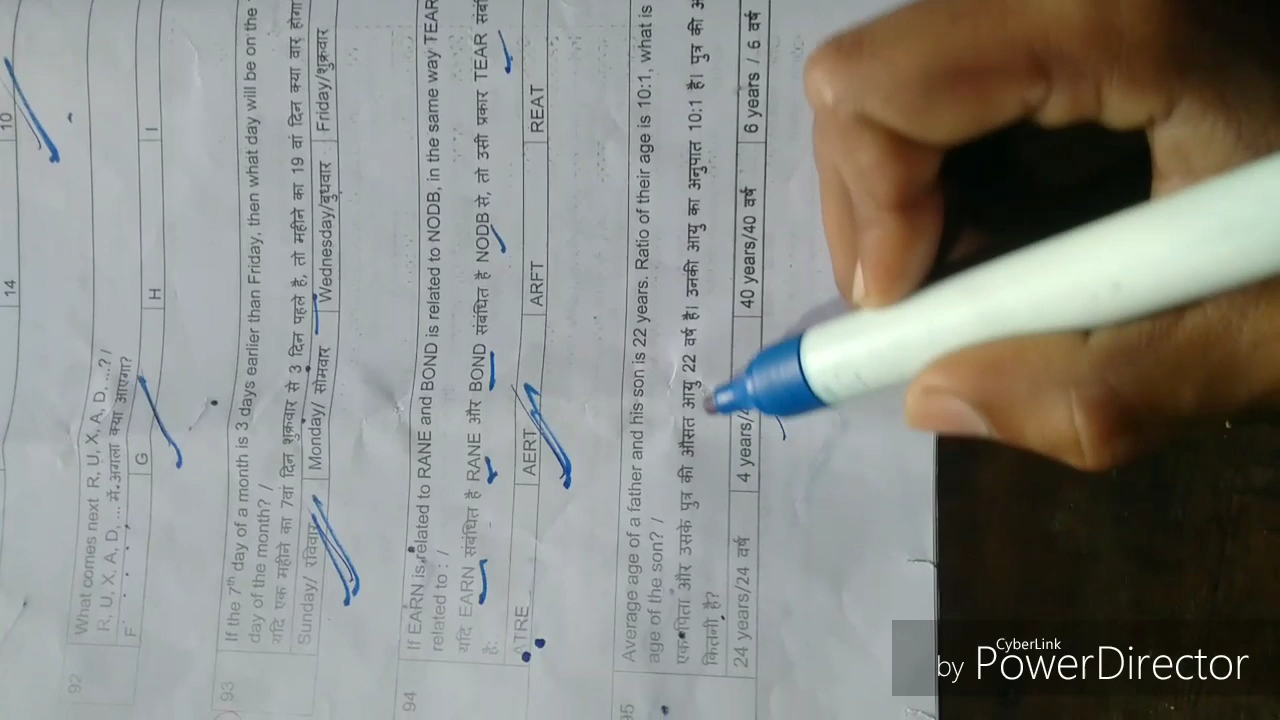 14
10
92
What comes next R, U, X, A, D, ...? /
R, U, X, A, D, ... में अगला क्या आएगा?
F
G
H
I
93
If the 7th day of a month is 3 days earlier than Friday, then what day will be on the
day of the month? /
यदि एक महीने का 7वां दिन शुक्रवार से 3 दिन पहले है, तो महीने का 19 वां दिन क्या वार होगा
Sunday/ रविवार
Monday/ सोमवार
Wednesday/बुधवार
Friday/शुक्रवार
94
If EARN is related to RANE and BOND is related to NODB, in the same way TEAR
related to : /
यदि EARN संबंधित है RANE और BOND संबंधित है NODB से, तो उसी प्रकार TEAR
है:
ATRE
AERT
ARFT
REAT
95
Average age of a father and his son is 22 years. Ratio of their age is 10:1, what is
age of the son? /
एक पिता और उसके पुत्र की औसत आयु 22 वर्ष है। उनकी आयु का अनुपात 10:1 है। पुत्र की
कितनी है?
24 years/24 वर्ष
4 years/
40 years/40 वर्ष
6 years / 6 वर्ष
CyberLink
by PowerDirector